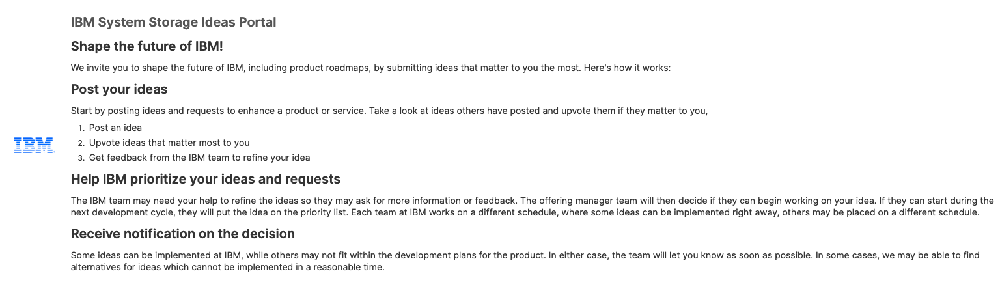 IBM System Storage Ideas Portal
Shape the future of IBM!
We invite you to shape the future of IBM, including product roadmaps, by submitting ideas that matter to you the most. Here's how it works:
Post your ideas
Start by posting ideas and requests to enhance a product or service. Take a look at ideas others have posted and upvote them if they matter to you,
1. Post an idea
2. Upvote ideas that matter most to you
3. Get feedback from the IBM team to refine your idea
IBM
Help IBM prioritize your ideas and requests
The IBM team may need your help to refine the ideas so they may ask for more information or feedback. The offering manager team will then decide if they can begin working on your idea. If they can start during the
next development cycle, they will put the idea on the priority list. Each team at IBM works on a different schedule, where some ideas can be implemented right away, others may be placed on a different schedule.
Receive notification on the decision
Some ideas can be implemented at IBM, while others may not fit within the development plans for the product. In either case, the team will let you know as soon as possible. In some cases, we may be able to find
alternatives for ideas which cannot be implemented in a reasonable time.